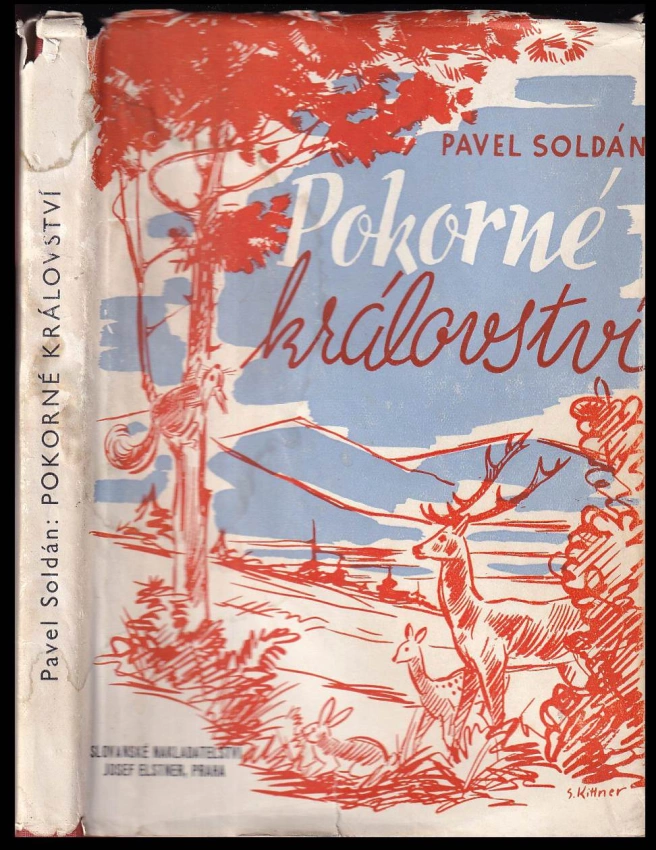 Pavel Soldán: POKORNÉ KRÁLOVSTVÍ
PAVEL SOLDÁN
Pokorné
království
SLOVANSKÉ NAKLADATELSTVÍ
JOSEF ELSTNER, PRAHA
S. Kittner